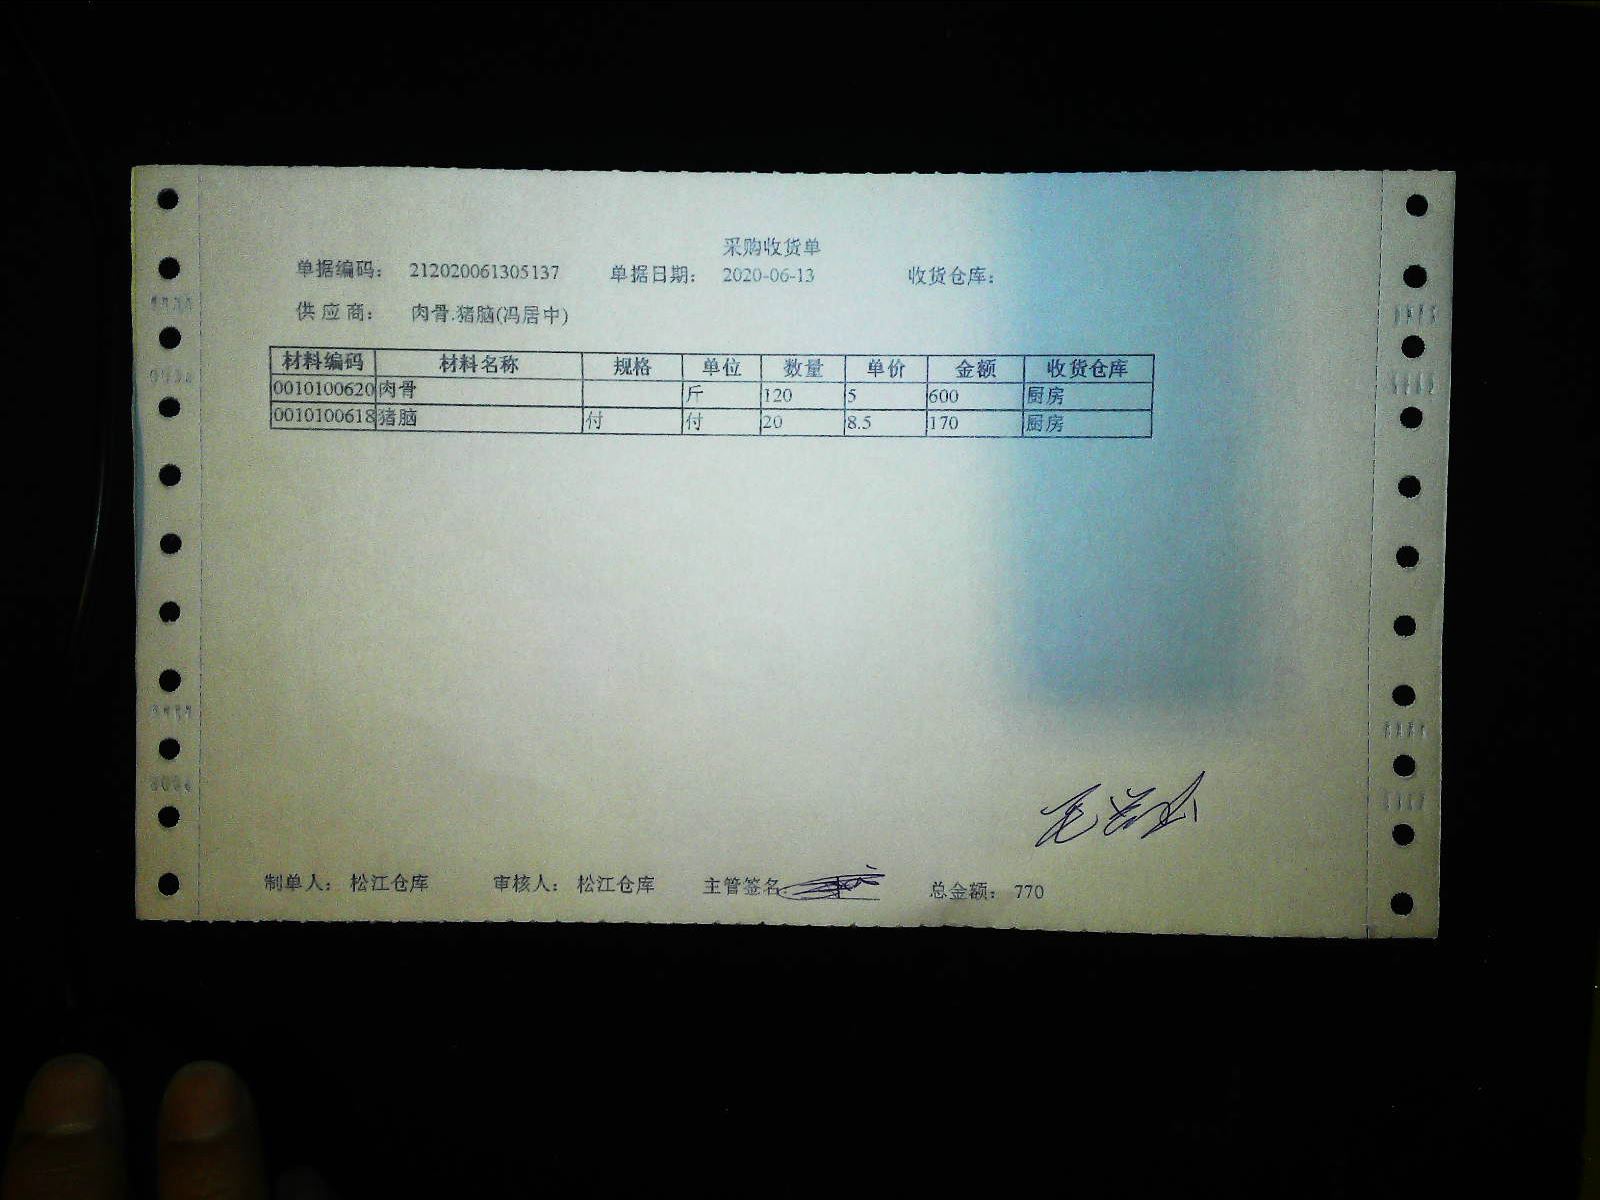 采购收货单
单据编码： 212020061305137 单据日期： 2020-06-13 收货仓库：
供应商： 肉骨.猪脑(冯居中)
材料编码 材料名称 规格 单位 数量 单价 金额 收货仓库
0010100620 肉骨 斤 120 5 600 厨房
0010100618 猪脑 付 付 20 8.5 170 厨房
制单人： 松江仓库 审核人： 松江仓库 主管签名： 总金额： 770